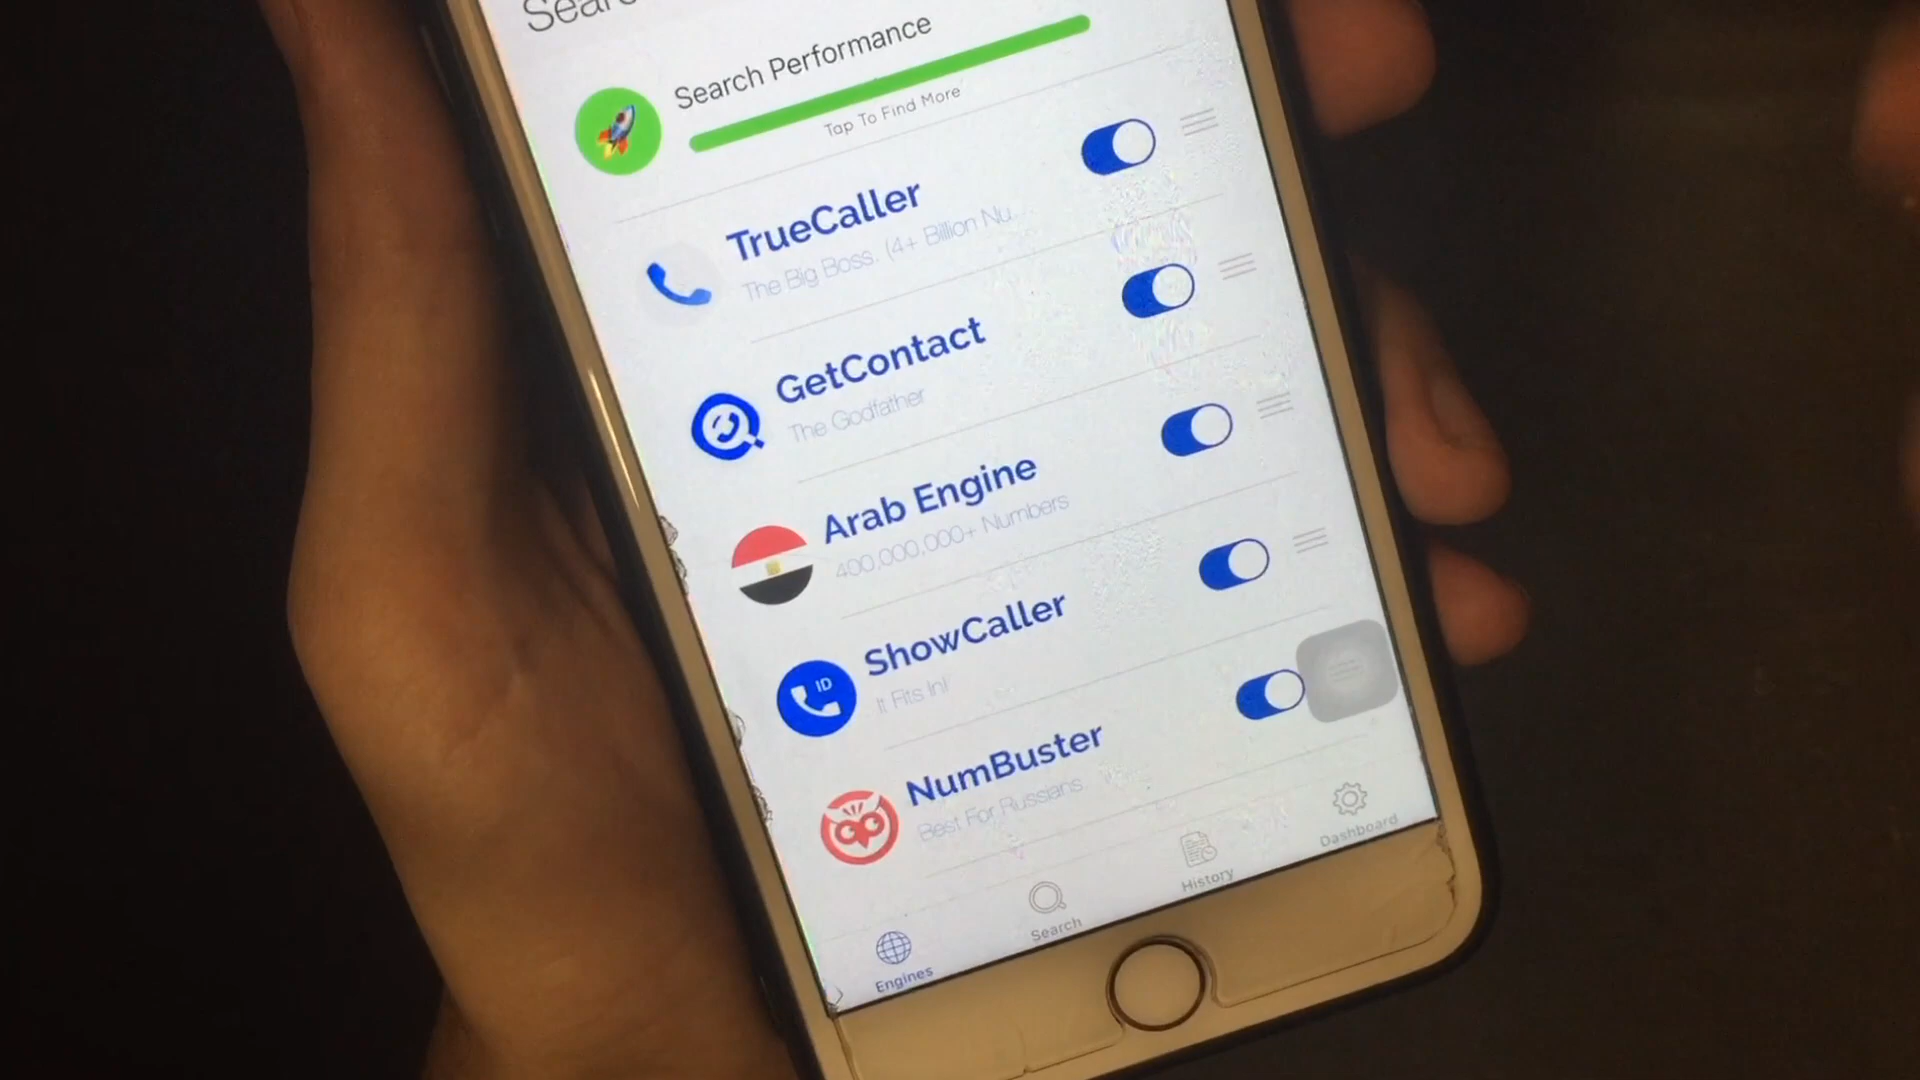 Search Performance
Tap To Find More
TrueCaller
The Big Boss. (4+ Billion Nu...
GetContact
The Godfather
Arab Engine
400,000,000+ Numbers
ID
ShowCaller
It Fits In!
NumBuster
Best For Russians
Engines
Search
History
Dashboard